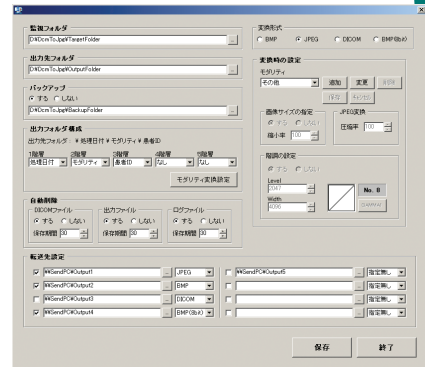 監視フォルダ
D:¥DcmToJpg¥TargetFolder
...
出力先フォルダ
D:¥DcmToJpg¥OutputFolder
...
バックアップ
する しない
D:¥DcmToJpg¥BackupFolder
...
出力フォルダ構成
出力先フォルダ: ¥ 処理日付 ¥ モダリティ ¥ 患者ID
1階層 2階層 3階層 4階層 5階層
処理日付 モダリティ 患者ID なし なし
モダリティ変換設定
自動削除
DICOMファイル 出力ファイル ログファイル
する しない する しない する しない
保存期間 30 保存期間 30 保存期間 30
変換形式
BMP JPEG DICOM BMP(8bit)
変換時の設定
モダリティ
その他 追加 変更 削除
保存 キャンセル
画像サイズの指定 JPEG変換
する しない
縮小率 100 圧縮率 100
階調の設定
する しない
Level
2047
Width
4096
No. 8
転送先設定
¥¥SendPC¥Output1 ... JPEG ¥¥SendPC¥Output5 ... 指定無し
¥¥SendPC¥Output2 ... BMP ... 指定無し
¥¥SendPC¥Output3 ... DICOM ... 指定無し
¥¥SendPC¥Output4 ... BMP(8bit) ... 指定無し
保存 終了